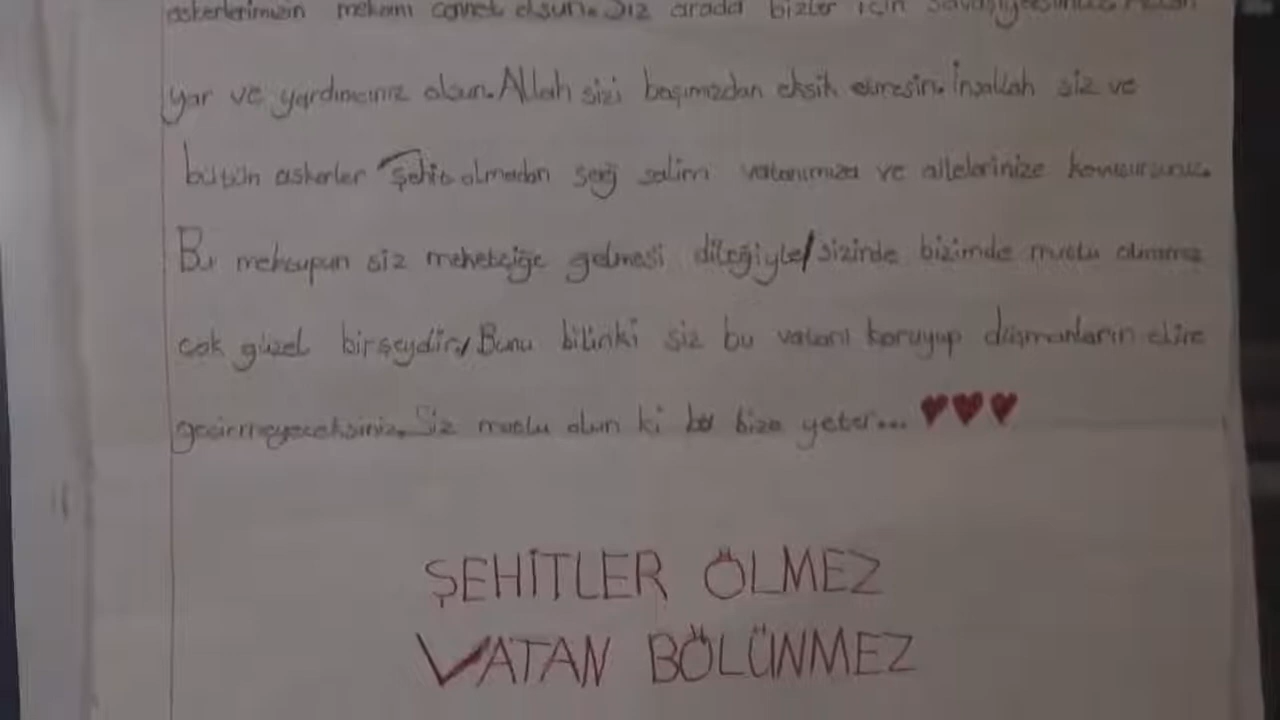 askerlerimizin mekanı cennet olsun. Siz arada bizler için savaşıyorsunuz Allah
yar ve yardımcınız olsun. Allah sizi başımızdan eksik etmesin. İnşallah siz ve
bütün askerler Şehit olmadan sağ salim vatanımıza ve ailelerinize kavuşursunuz.
Bu mektupun siz mehetçiğe gelmesi dileğiyle/sizinde bizimde mutlu olmamız
çok güzel birşeydir/Bunu bilinki siz bu vatanı koruyup düşmanların eline
geçirmeyeceksiniz. Siz mutlu olun ki bu bize yeter... ♥♥♥
ŞEHİTLER ÖLMEZ
VATAN BÖLÜNMEZ